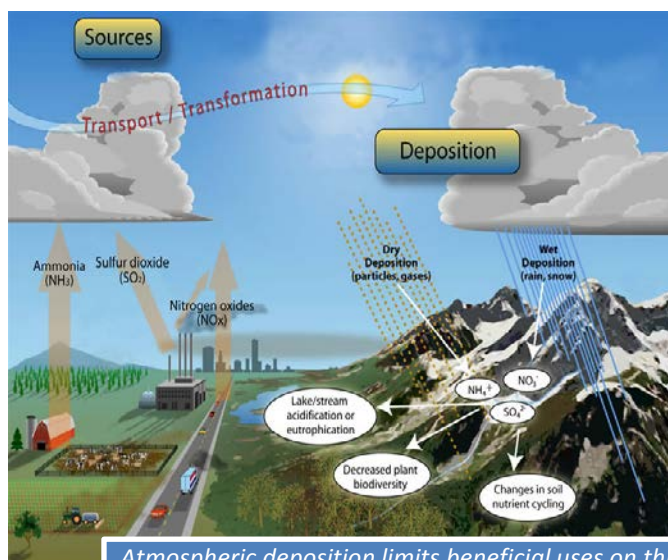 Sources
Transport / Transformation
Deposition
Ammonia
(NH₃)
Sulfur dioxide
(SO₂)
Nitrogen oxides
(NOx)
Dry
Deposition
(particles, gases)
Wet
Deposition
(rain, snow)
NH₄⁺
NO₃⁻
SO₄²⁻
Lake/stream
acidification or
eutrophication
Decreased plant
biodiversity
Changes in soil
nutrient cycling
Atmospheric deposition limits beneficial uses on